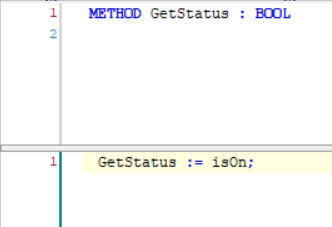 1 METHOD GetStatus : BOOL
2
1 GetStatus := isOn;